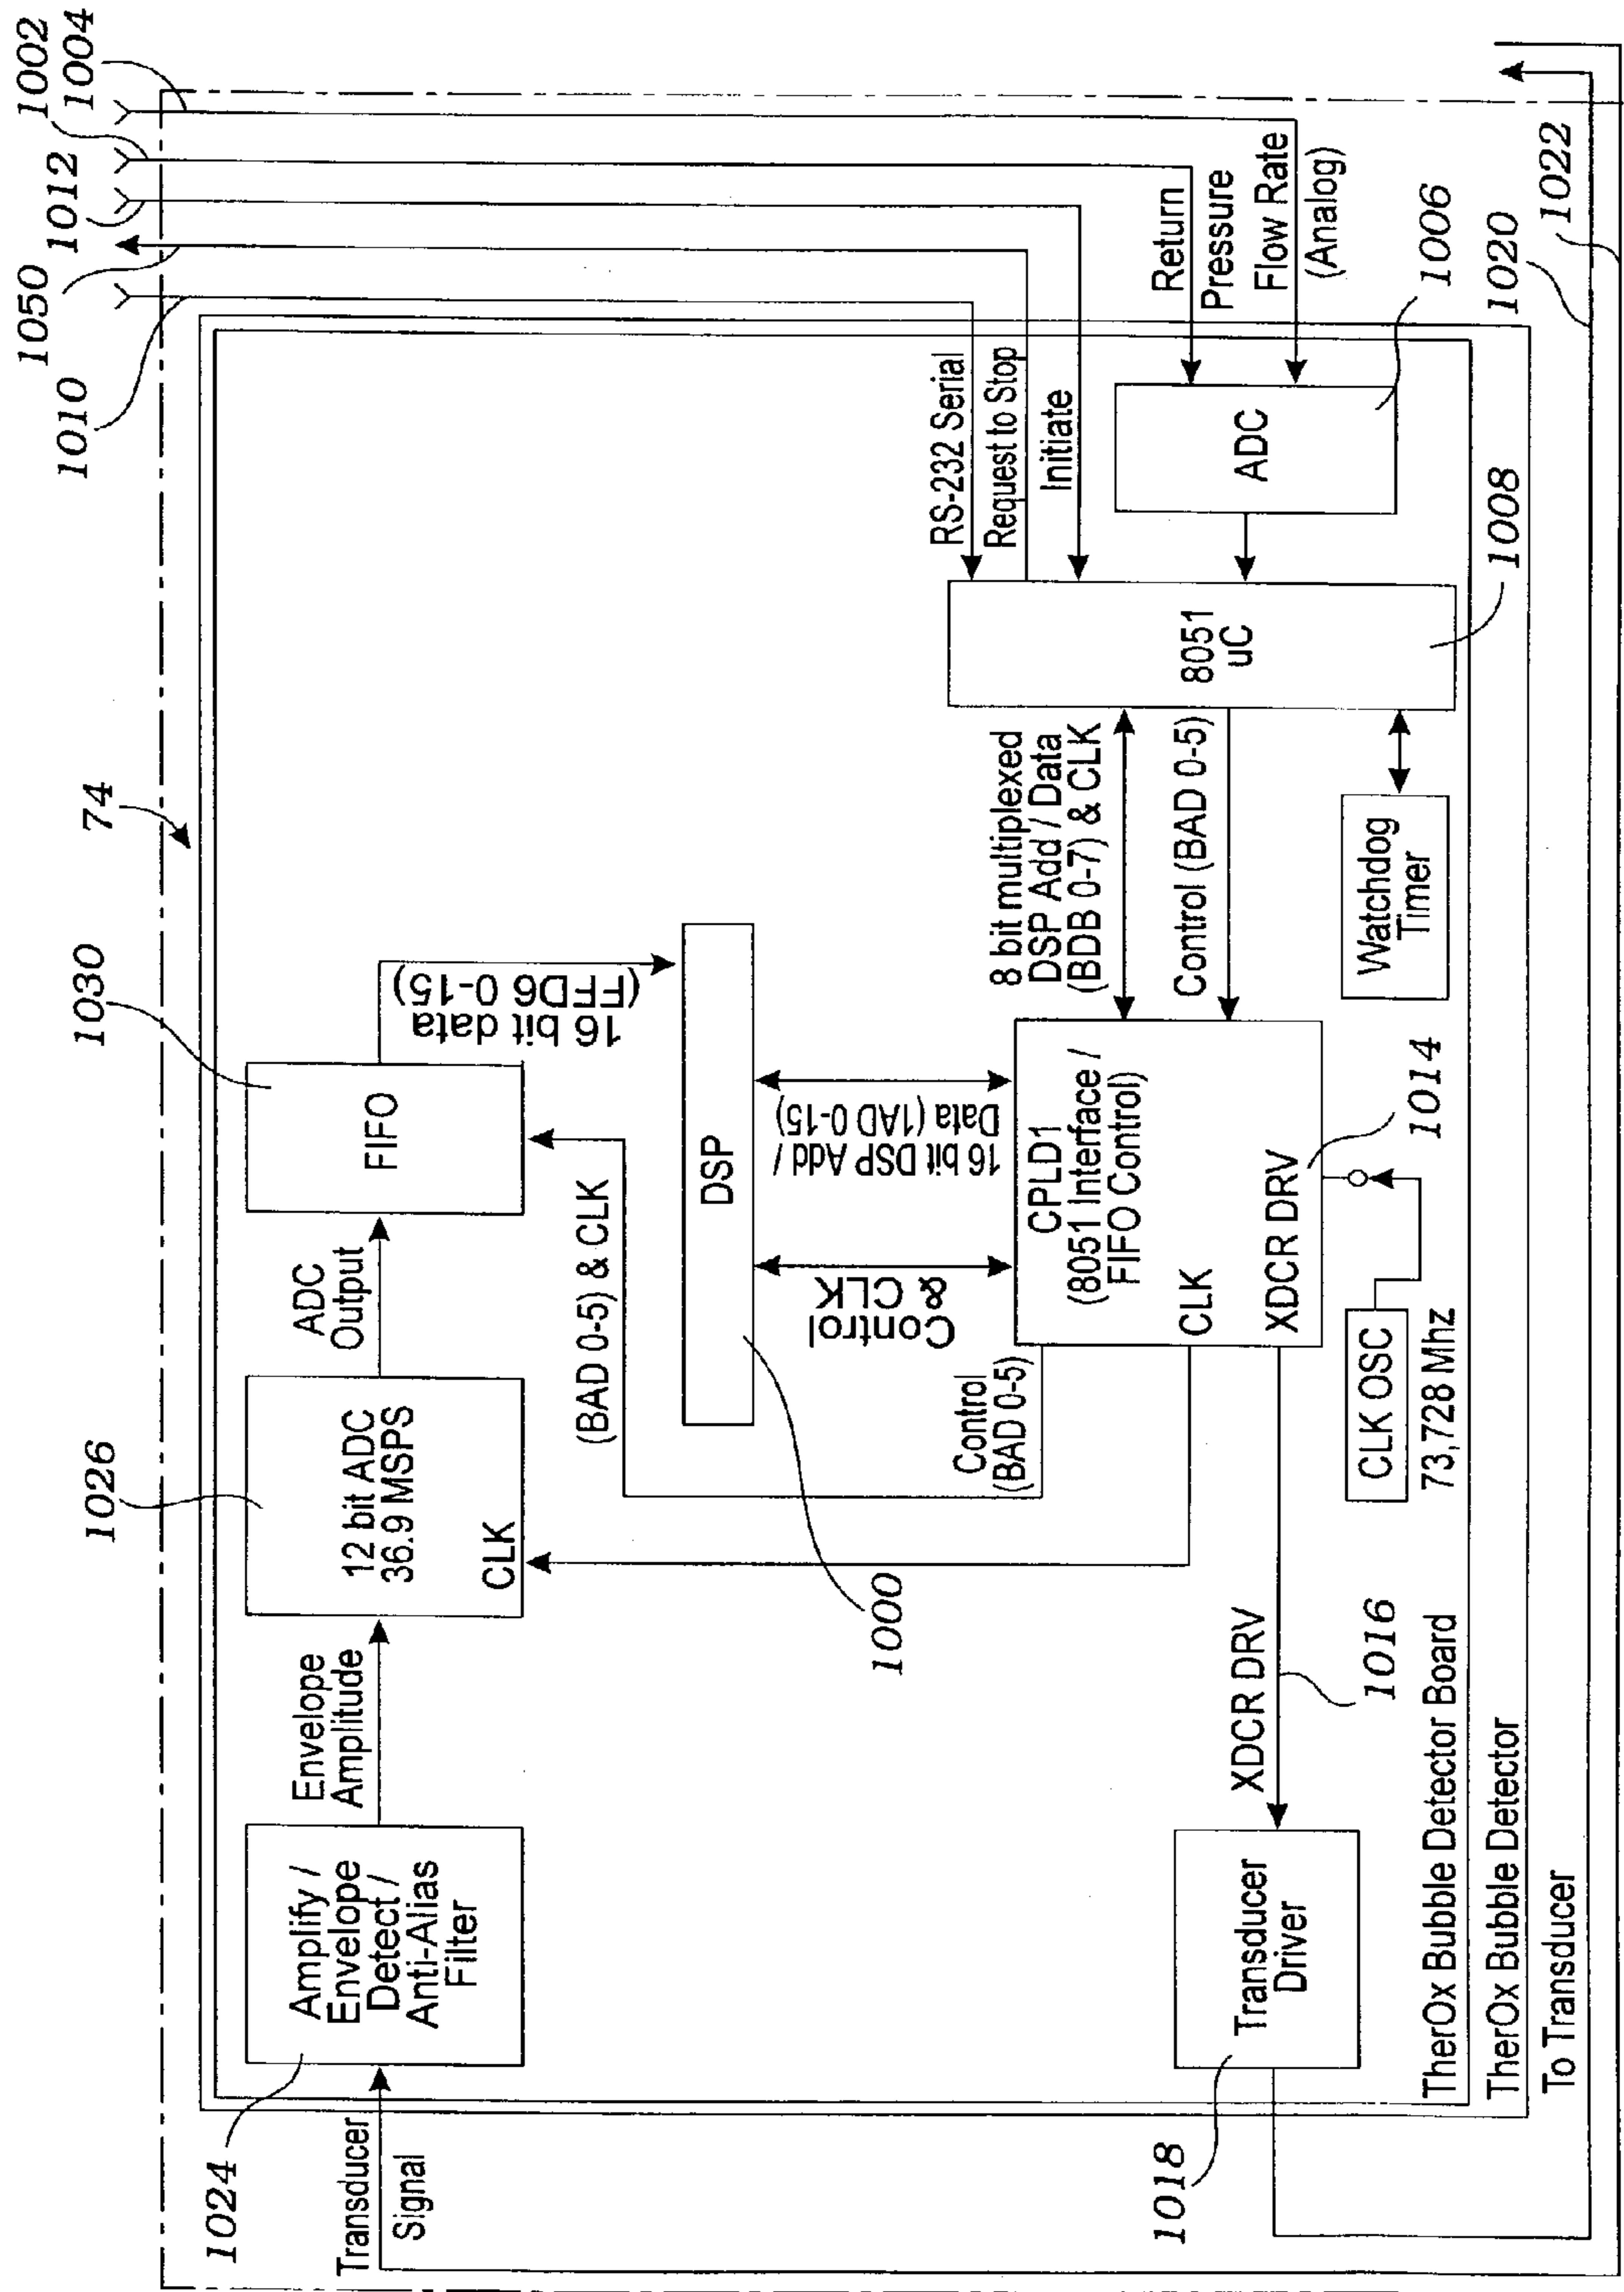 74
1002
1004
1012
1050
1010
1030
1026
1024
Transducer
Signal
Amplify /
Envelope
Detect /
Anti-Alias
Filter
Envelope
Amplitude
12 bit ADC
36.9 MSPS
CLK
ADC
Output
FIFO
16 bit data
(FFD6 0-15)
(BAD 0-5) & CLK
DSP
1000
Control
& CLK
16 bit DSP Add /
Data (1AD 0-15)
Control
(BAD 0-5)
CPLD1
(8051 Interface /
FIFO Control)
CLK
XDCR DRV
1014
8 bit multiplexed
DSP Add / Data
(BDB 0-7) & CLK
Control (BAD 0-5)
RS-232 Serial
Request to Stop
Initiate
Return
Pressure
Flow Rate
(Analog)
ADC
1006
8051
uC
1008
Watchdog
Timer
CLK OSC
73,728 Mhz
XDCR DRV
1016
Transducer
Driver
1018
TherOx Bubble Detector Board
TherOx Bubble Detector
To Transducer
1020
1022